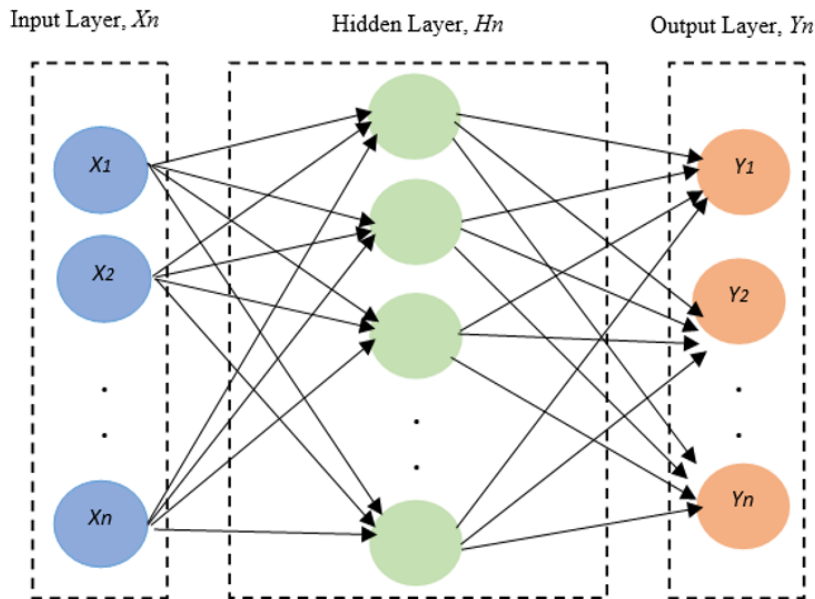 Input Layer, Xn
Hidden Layer, Hn
Output Layer, Yn
X1
X2
Xn
Y1
Y2
Yn